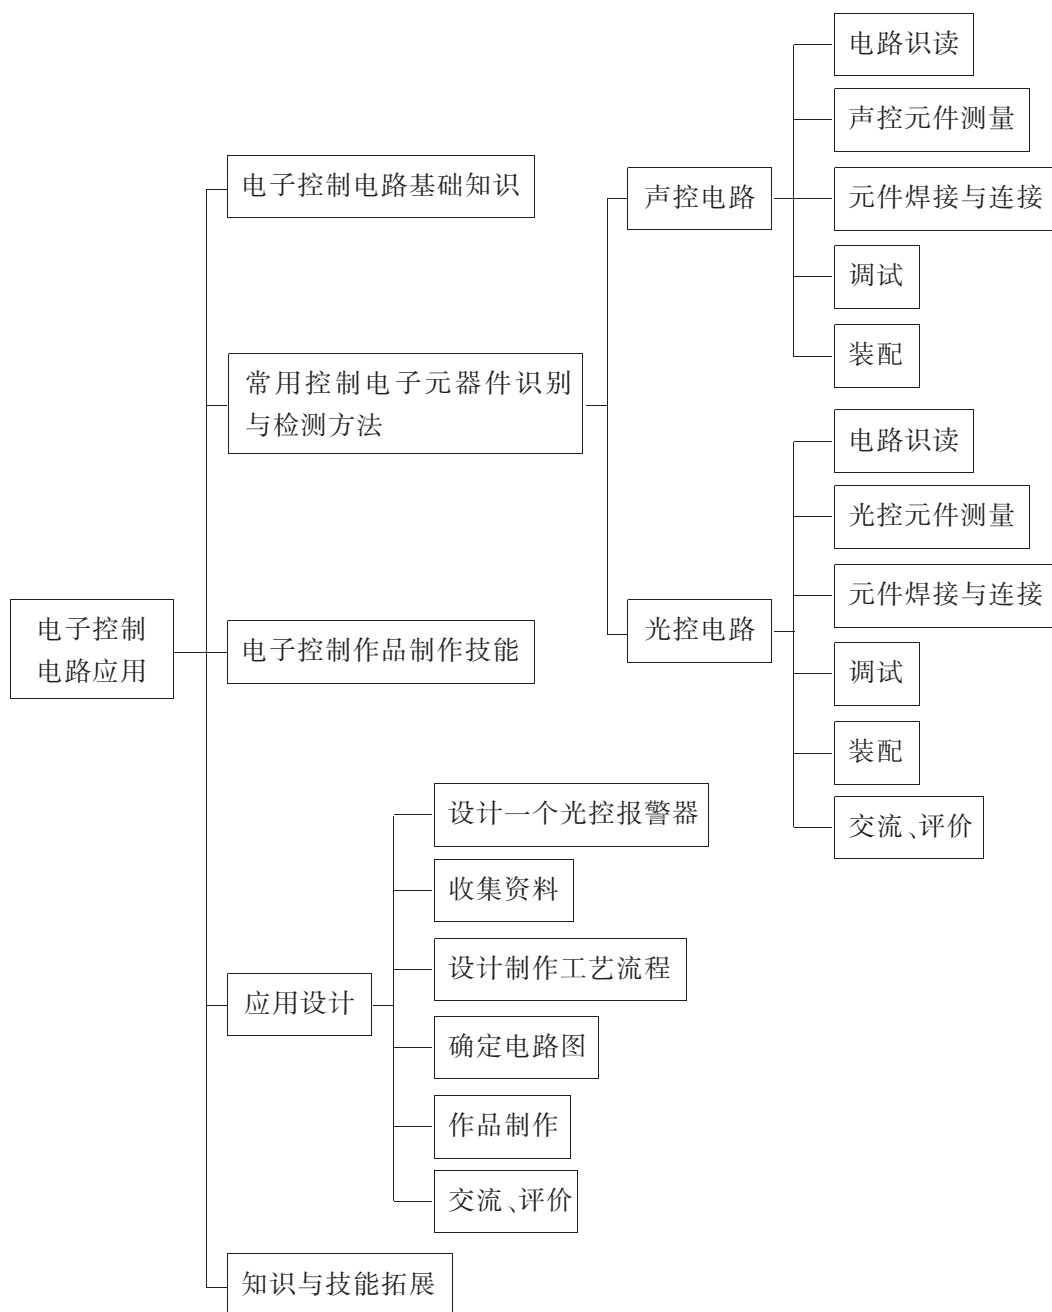 电子控制
电路应用
电子控制电路基础知识
常用控制电子元器件识别
与检测方法
声控电路
电路识读
声控元件测量
元件焊接与连接
调试
装配
光控电路
电路识读
光控元件测量
元件焊接与连接
调试
装配
交流、评价
电子控制作品制作技能
应用设计
设计一个光控报警器
收集资料
设计制作工艺流程
确定电路图
作品制作
交流、评价
知识与技能拓展